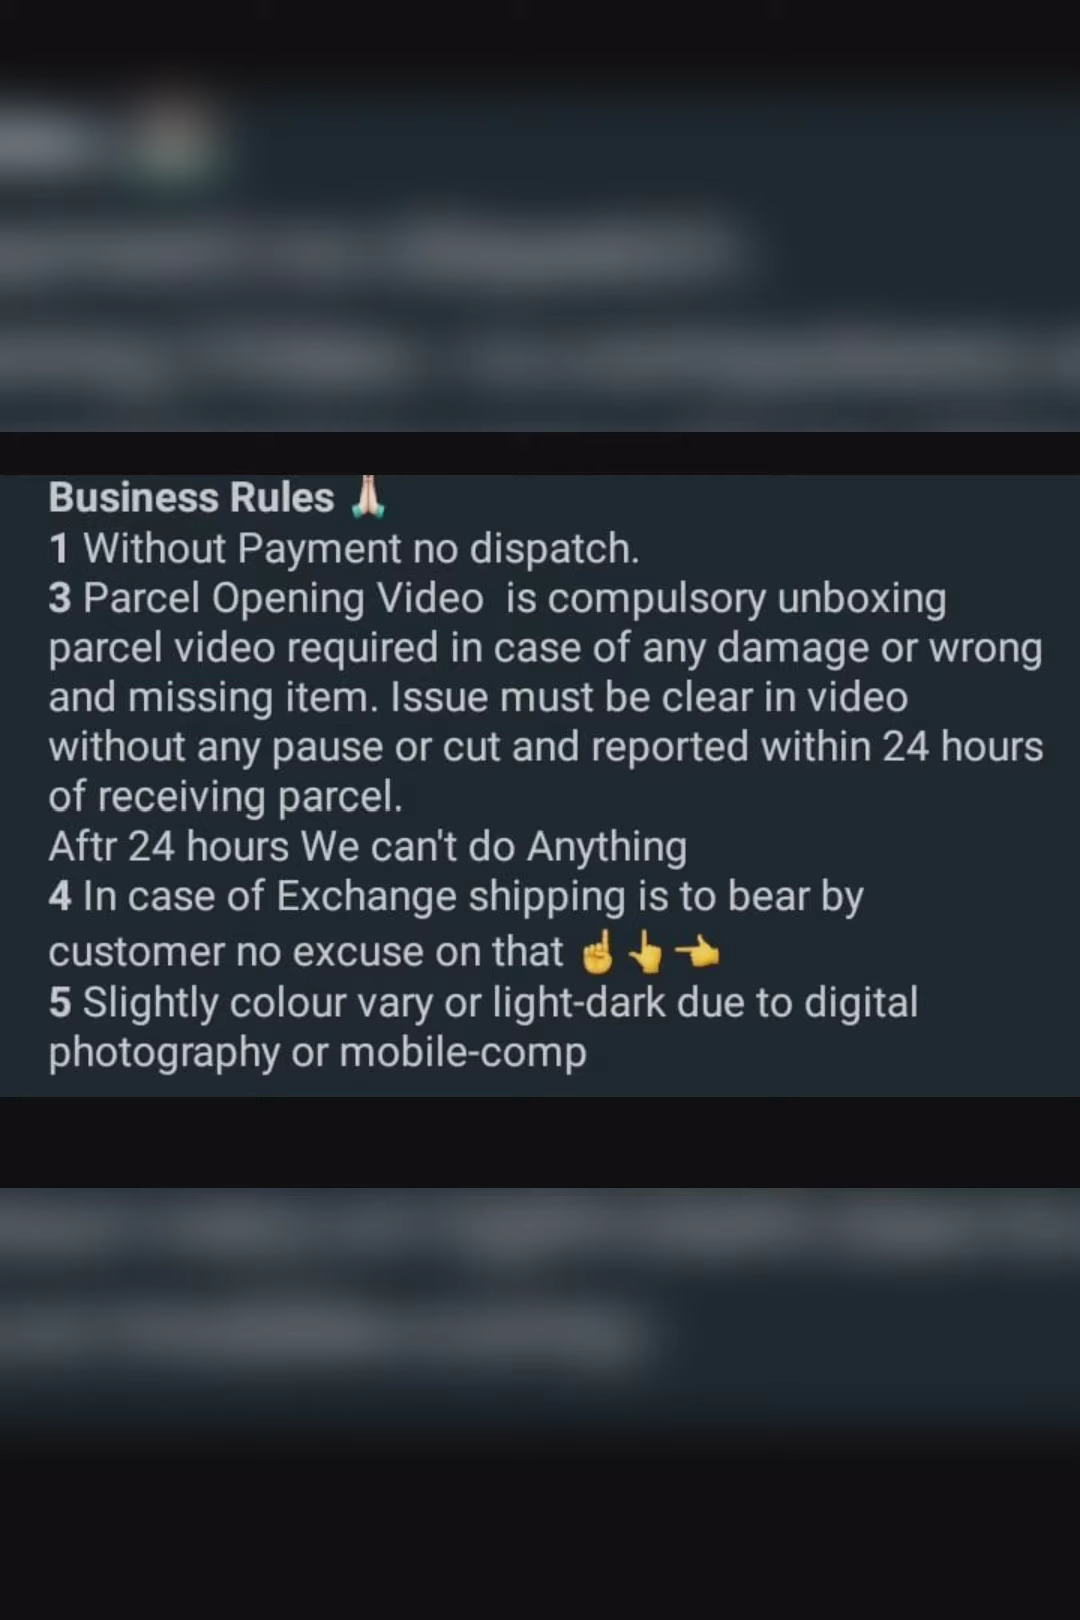 Business Rules 🙏🏻
1 Without Payment no dispatch.
3 Parcel Opening Video  is compulsory unboxing
parcel video required in case of any damage or wrong
and missing item. Issue must be clear in video
without any pause or cut and reported within 24 hours
of receiving parcel.
Aftr 24 hours We can't do Anything
4 In case of Exchange shipping is to bear by
customer no excuse on that ☝️👆👈
5 Slightly colour vary or light-dark due to digital
photography or mobile-comp